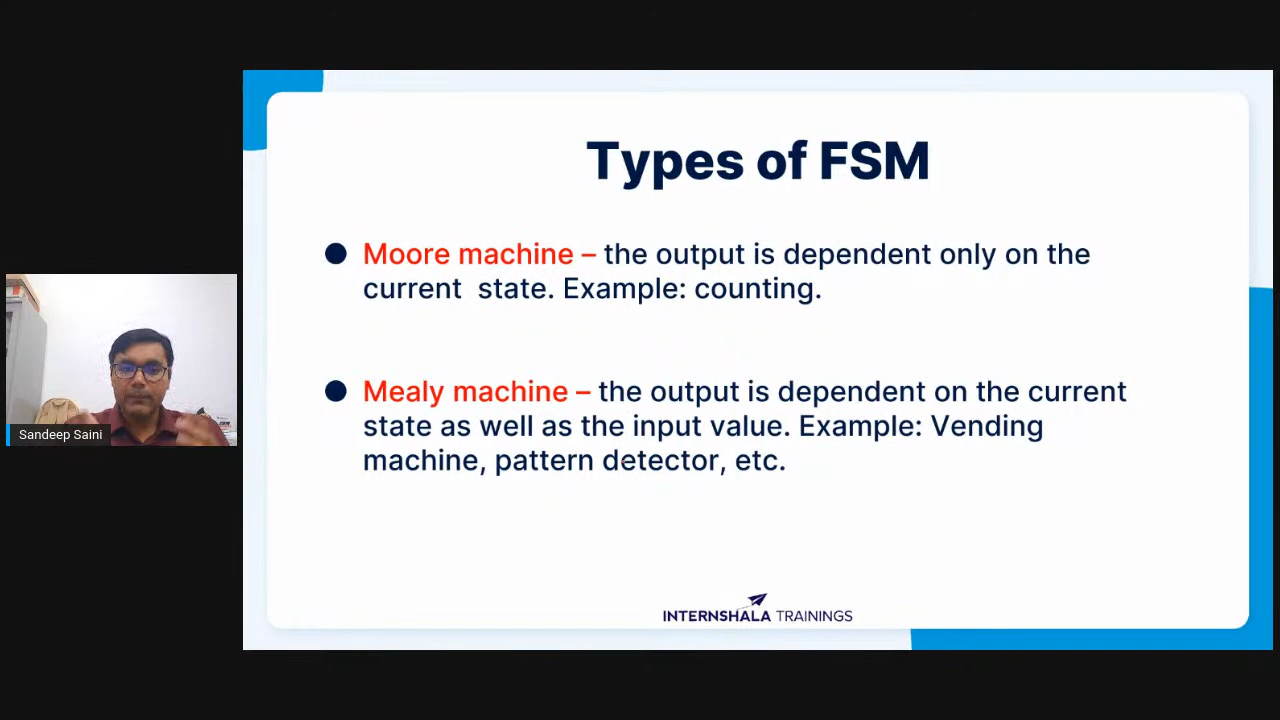 Types of FSM
● Moore machine – the output is dependent only on the
current state. Example: counting.
● Mealy machine – the output is dependent on the current
state as well as the input value. Example: Vending
machine, pattern detector, etc.
Sandeep Saini
INTERNSHALA TRAININGS